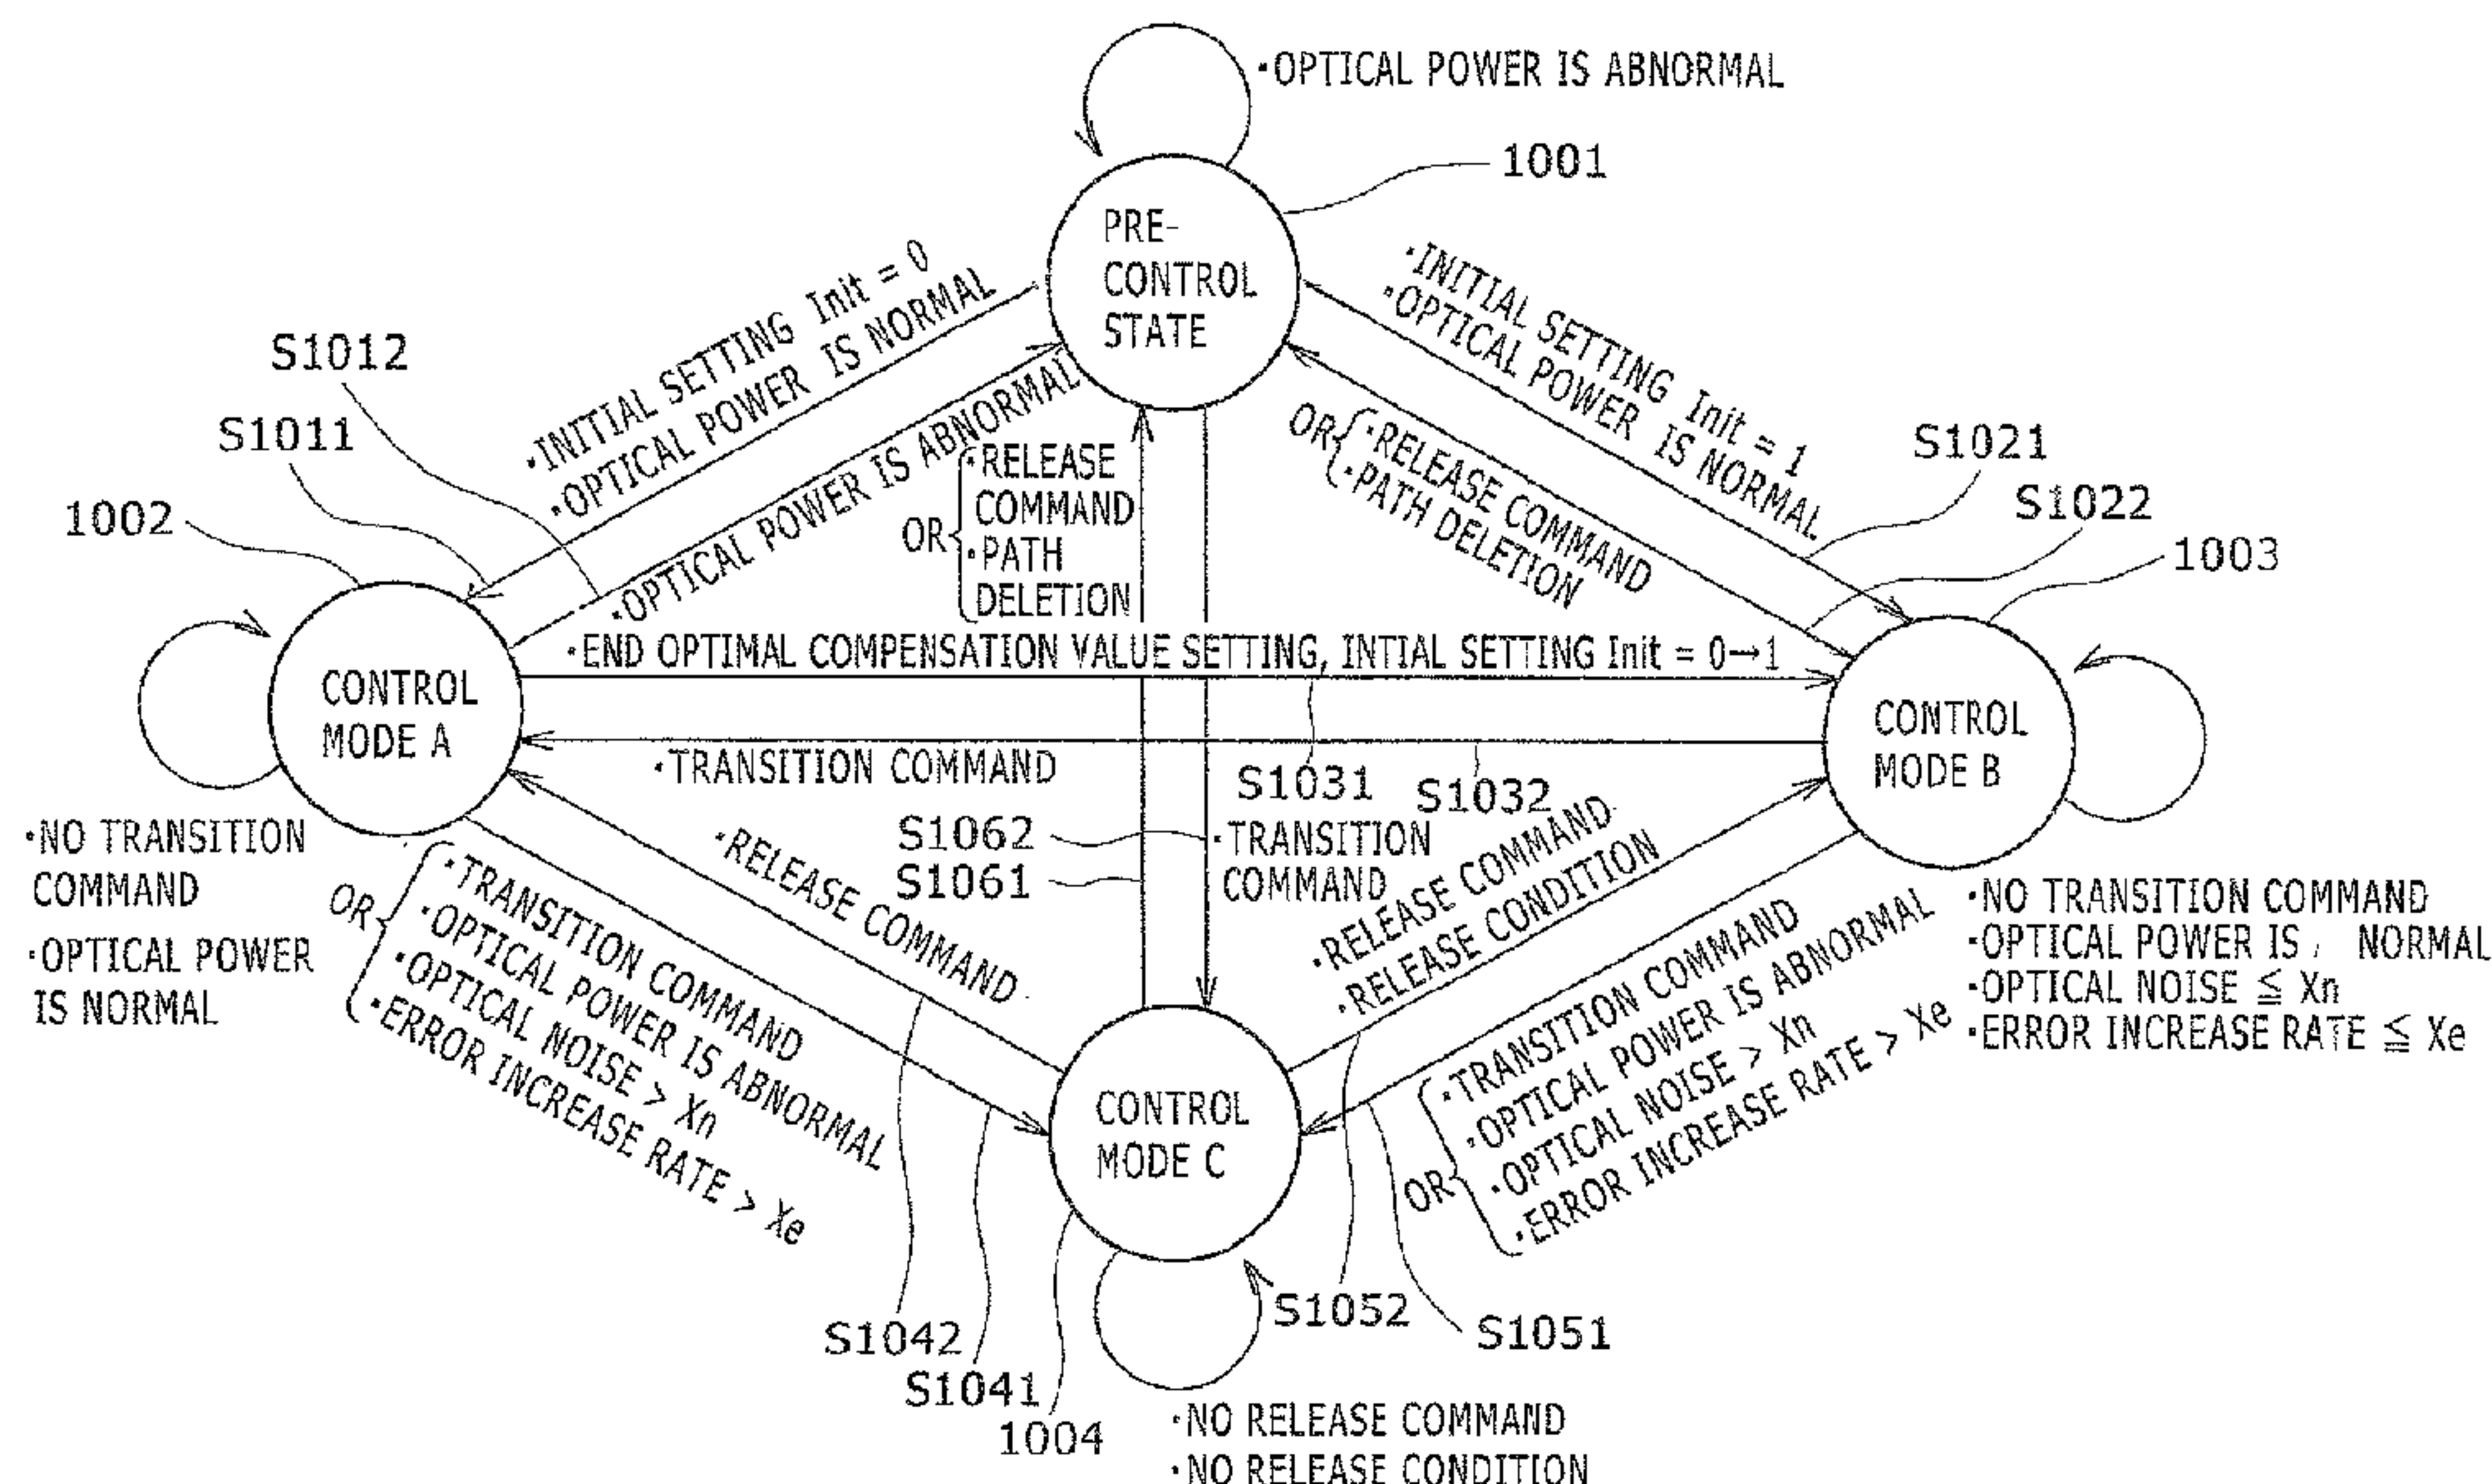 ·OPTICAL POWER IS ABNORMAL
1001
PRE-
CONTROL
STATE
·INITIAL SETTING Init = 0
·OPTICAL POWER IS NORMAL
·INITIAL SETTING Init = 1
·OPTICAL POWER IS NORMAL
S1012
S1011
1002
·OPTICAL POWER IS ABNORMAL
OR
·RELEASE
COMMAND
·PATH
DELETION
OR
·RELEASE COMMAND
·PATH DELETION
S1021
S1022
1003
·END OPTIMAL COMPENSATION VALUE SETTING, INTIAL SETTING Init = 0→1
CONTROL
MODE A
CONTROL
MODE B
·TRANSITION COMMAND
S1031
S1032
S1062
S1061
·TRANSITION
COMMAND
·NO TRANSITION
COMMAND
·OPTICAL POWER
IS NORMAL
·RELEASE COMMAND
OR
·TRANSITION COMMAND
·OPTICAL POWER IS ABNORMAL
·OPTICAL NOISE > Xn
·ERROR INCREASE RATE > Xe
·RELEASE COMMAND
·RELEASE CONDITION
OR
·TRANSITION COMMAND
·OPTICAL POWER IS ABNORMAL
·OPTICAL NOISE > Xn
·ERROR INCREASE RATE > Xe
·NO TRANSITION COMMAND
·OPTICAL POWER IS NORMAL
·OPTICAL NOISE ≦ Xn
·ERROR INCREASE RATE ≦ Xe
CONTROL
MODE C
S1042
S1041
1004
S1052
S1051
·NO RELEASE COMMAND
·NO RELEASE CONDITION